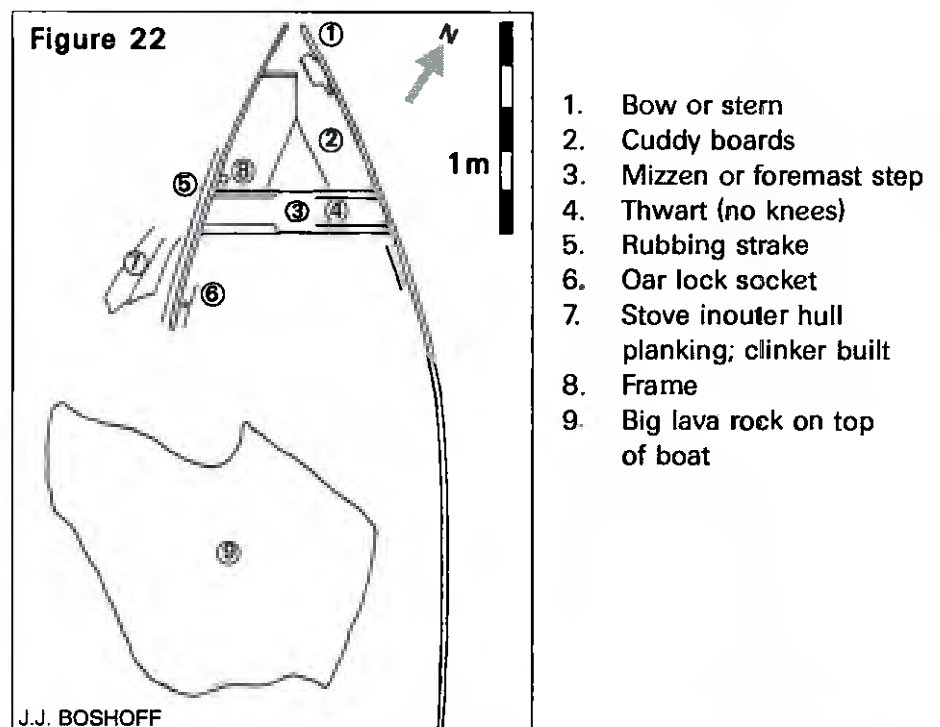 Figure 22
①
N
②
1m
⑧
⑤
③
④
⑦
⑥
⑨
J.J. BOSHOFF
1. Bow or stern
2. Cuddy boards
3. Mizzen or foremast step
4. Thwart (no knees)
5. Rubbing strake
6. Oar lock socket
7. Stove inouter hull
planking; clinker built
8. Frame
9. Big lava rock on top
of boat